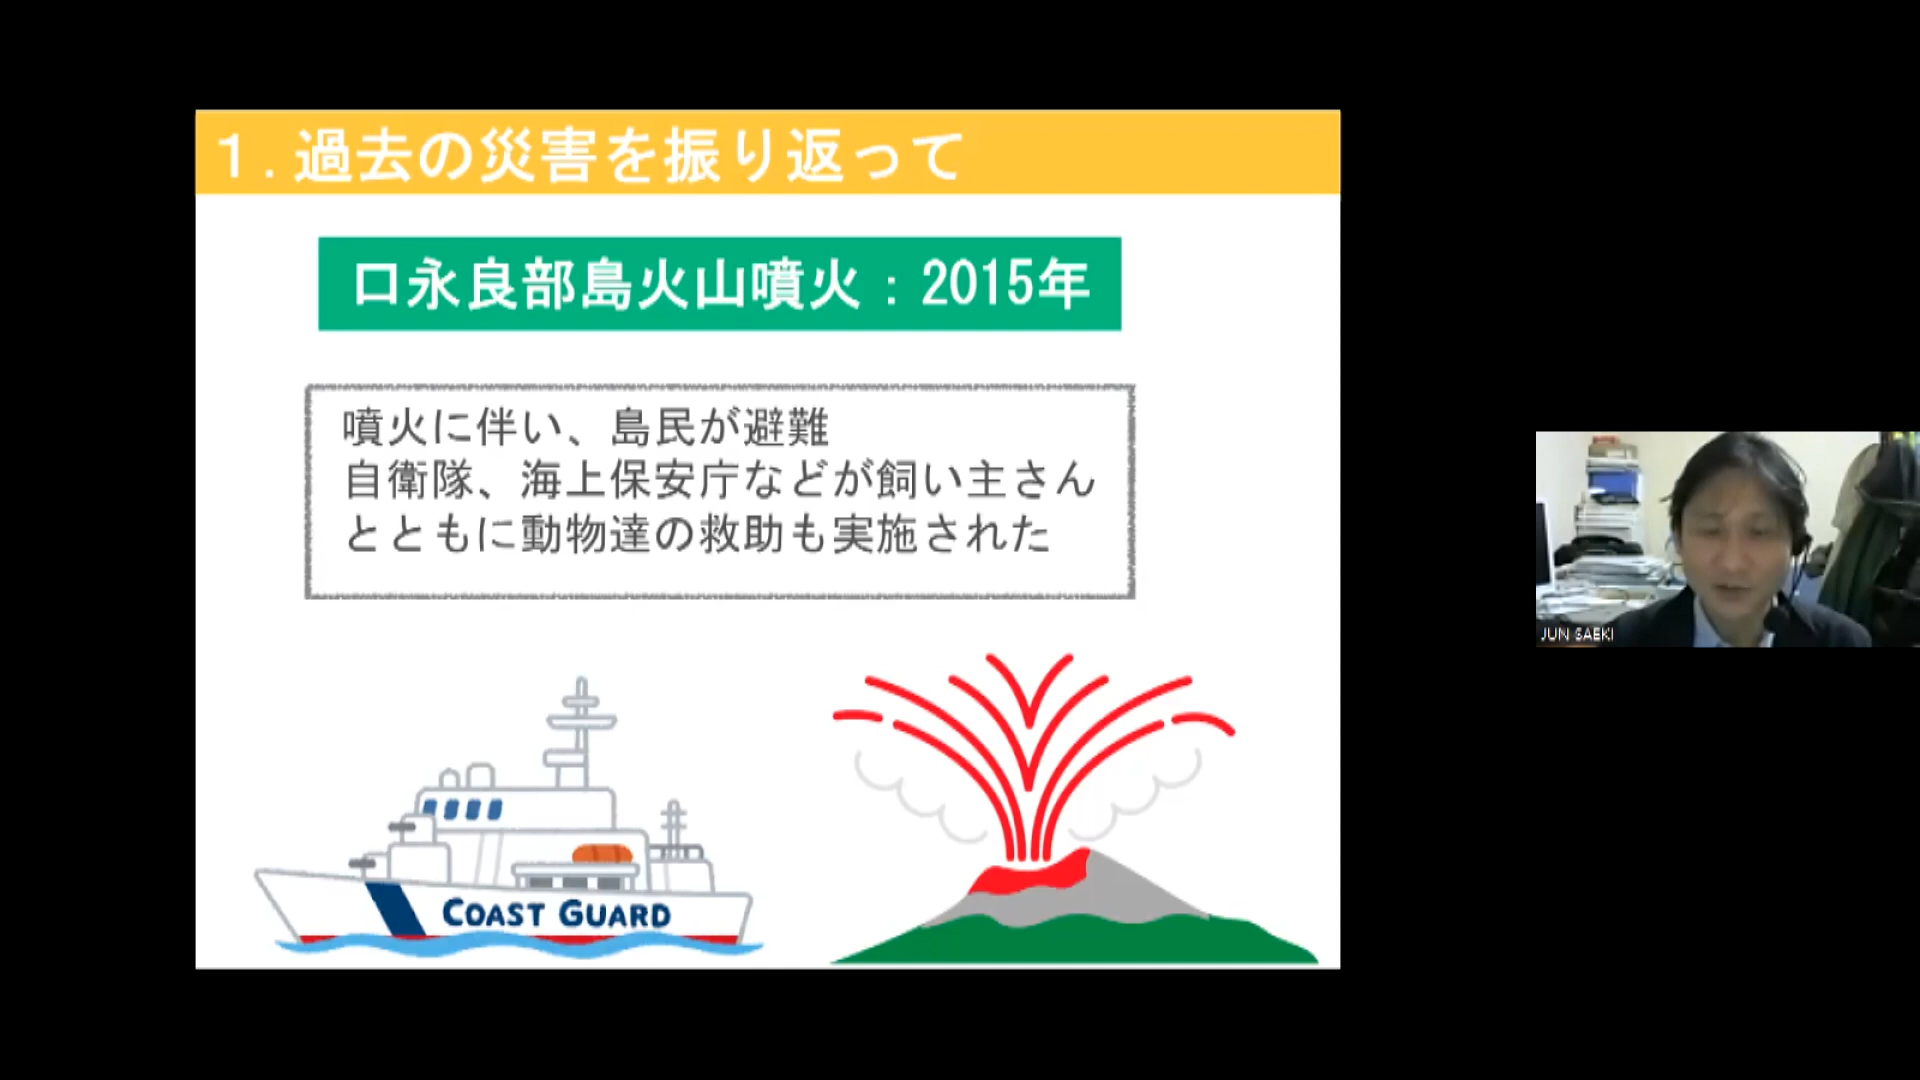 １．過去の災害を振り返って
口永良部島火山噴火：2015年
噴火に伴い、島民が避難
自衛隊、海上保安庁などが飼い主さん
とともに動物達の救助も実施された
COAST GUARD
JUN SAEKI